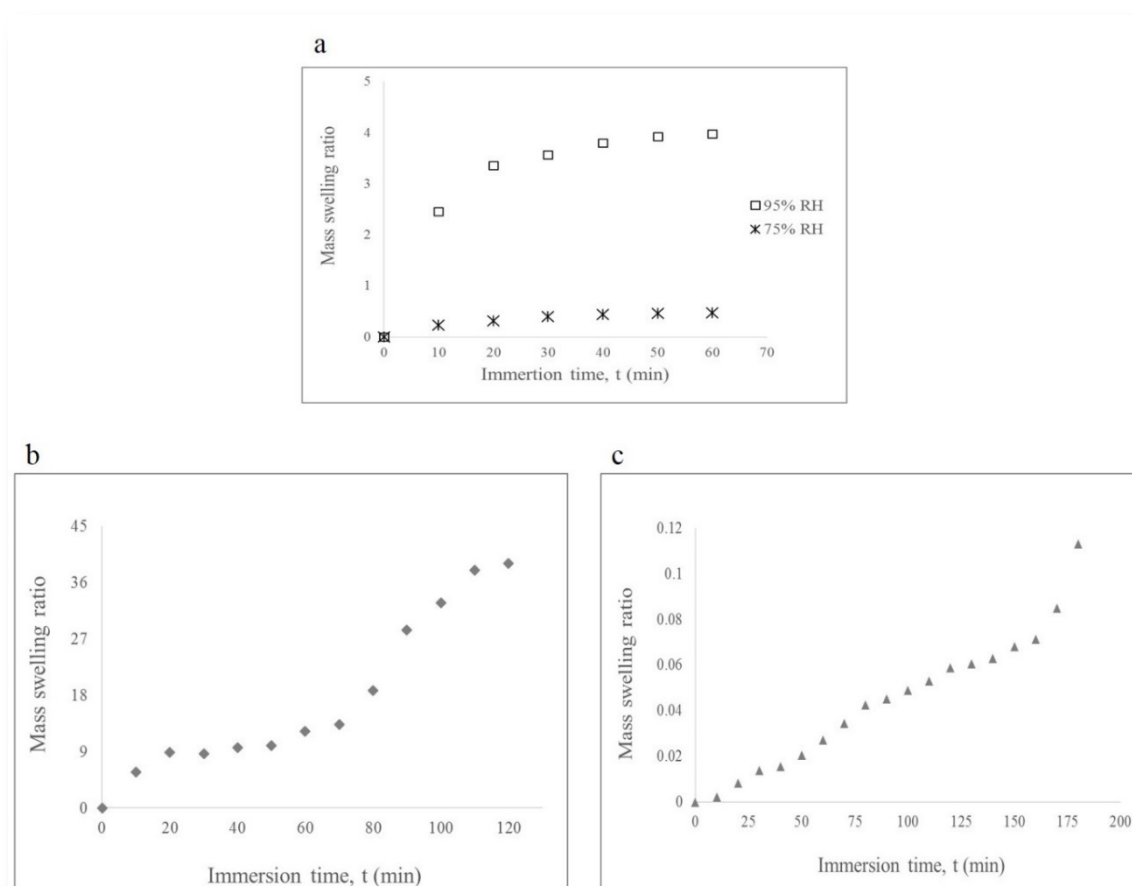 a
Mass swelling ratio
5
4
3
2
1
0
0 10 20 30 40 50 60 70
Immertion time, t (min)
95% RH
75% RH
b
Mass swelling ratio
45
36
27
18
9
0
0 20 40 60 80 100 120
Immersion time, t (min)
c
Mass swelling ratio
0.12
0.1
0.08
0.06
0.04
0.02
0
0 25 50 75 100 125 150 175 200
Immersion time, t (min)